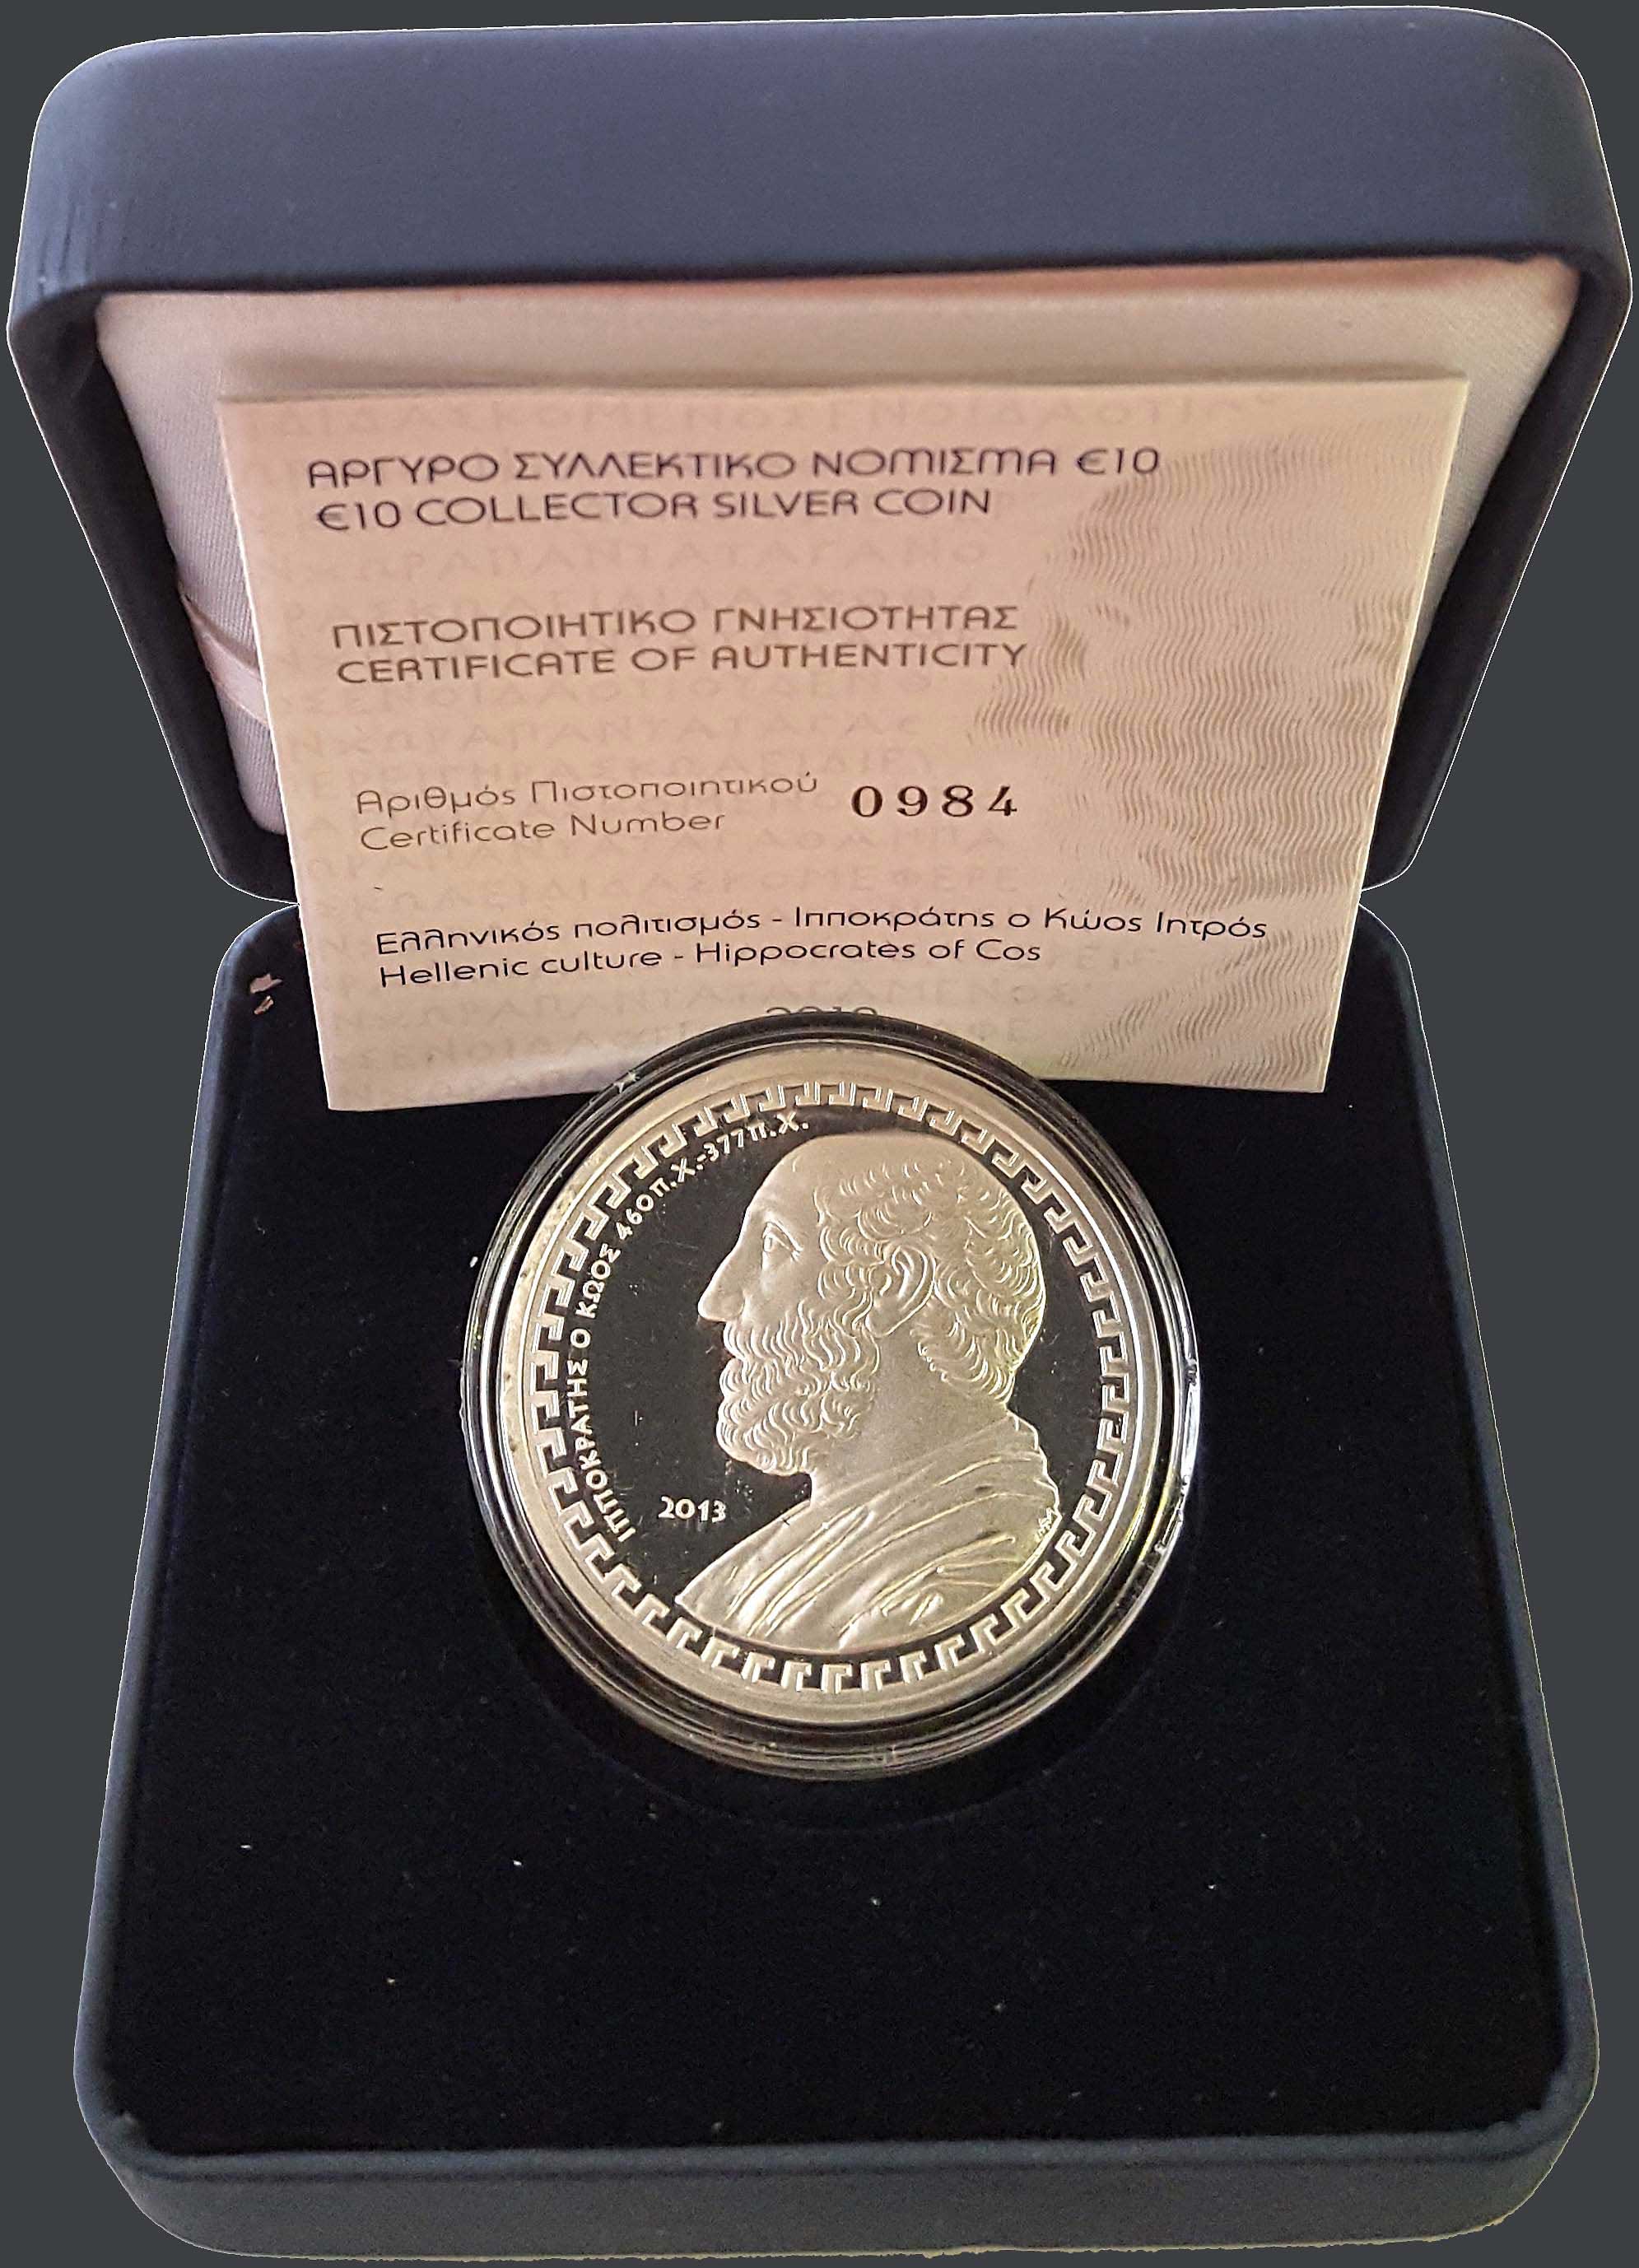 ΑΡΓΥΡΟ ΣΥΛΛΕΚΤΙΚΟ ΝΟΜΙΣΜΑ €10
€10 COLLECTOR SILVER COIN
ΠΙΣΤΟΠΟΙΗΤΙΚΟ ΓΝΗΣΙΟΤΗΤΑΣ
CERTIFICATE OF AUTHENTICITY
Αριθμός Πιστοποιητικού 0984
Certificate Number
Ελληνικός πολιτισμός - Ιπποκράτης ο Κώος Ιητρός
Hellenic culture - Hippocrates of Cos
ΙΠΠΟΚΡΑΤΗΣ Ο ΚΩΟΣ 460π.Χ.-377π.Χ.
2013